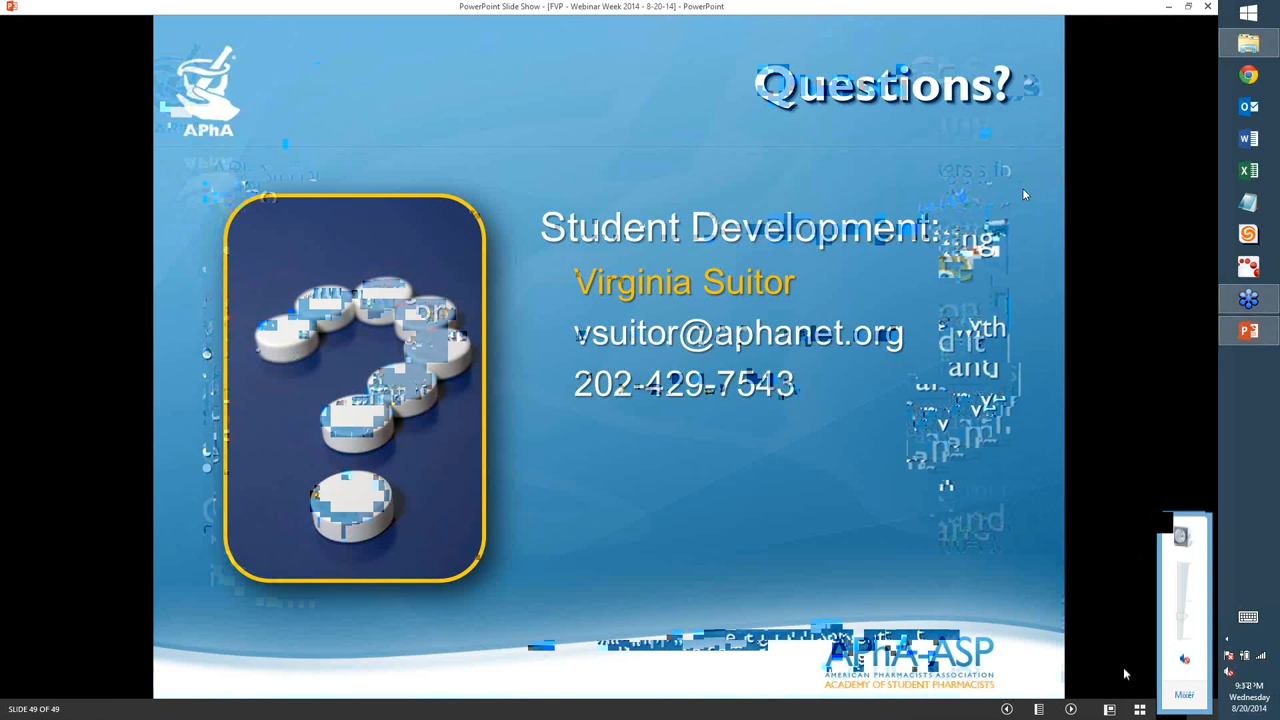 PowerPoint Slide Show - [FVP - Webinar Week 2014 - 8-20-14] - PowerPoint
APhA
Questions?
Student Development:
Virginia Suitor
vsuitor@aphanet.org
202-429-7543
APhA-ASP
AMERICAN PHARMACISTS ASSOCIATION
ACADEMY OF STUDENT PHARMACISTS
Mixer
Wednesday
8/20/2014
SLIDE 49 OF 49